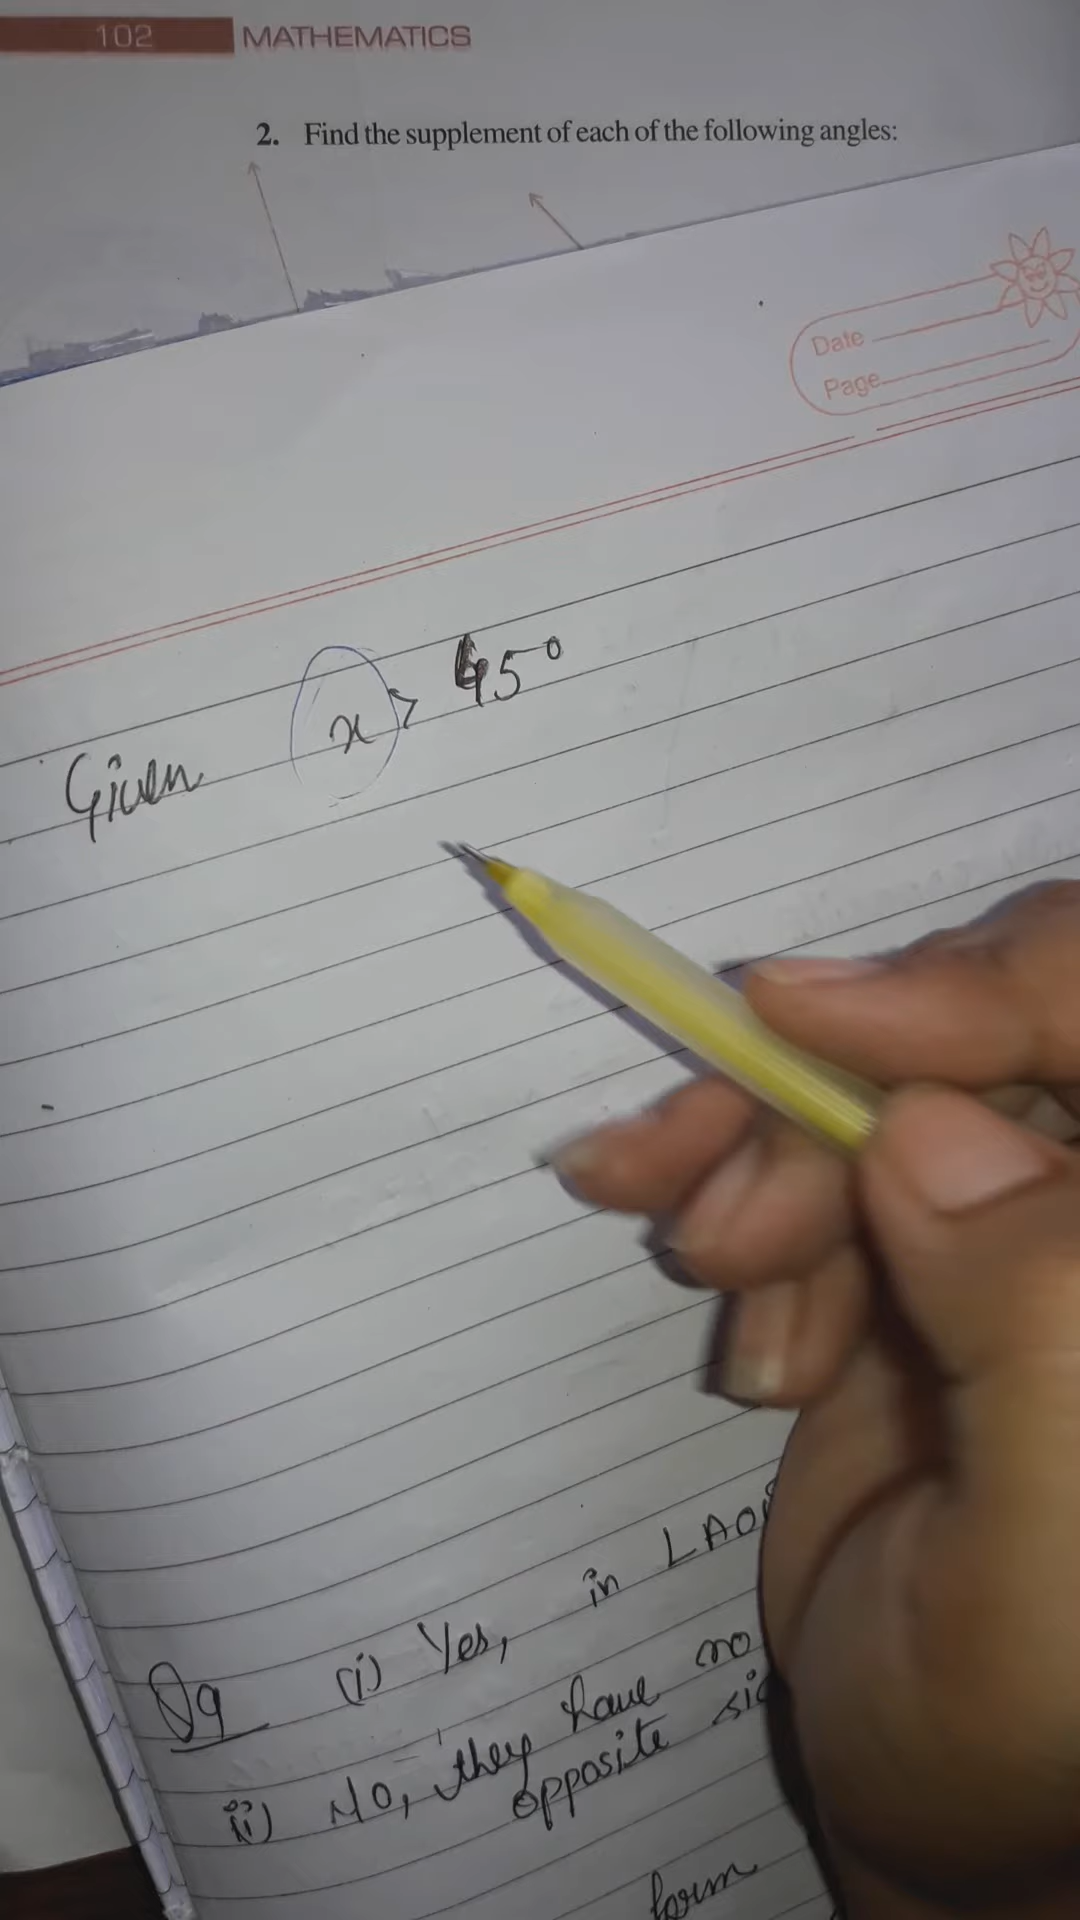 102 MATHEMATICS
2. Find the supplement of each of the following angles:
Date
Page
Given x > 45°
Q9 (i) Yes, in
(ii) No, they have no
opposite
form